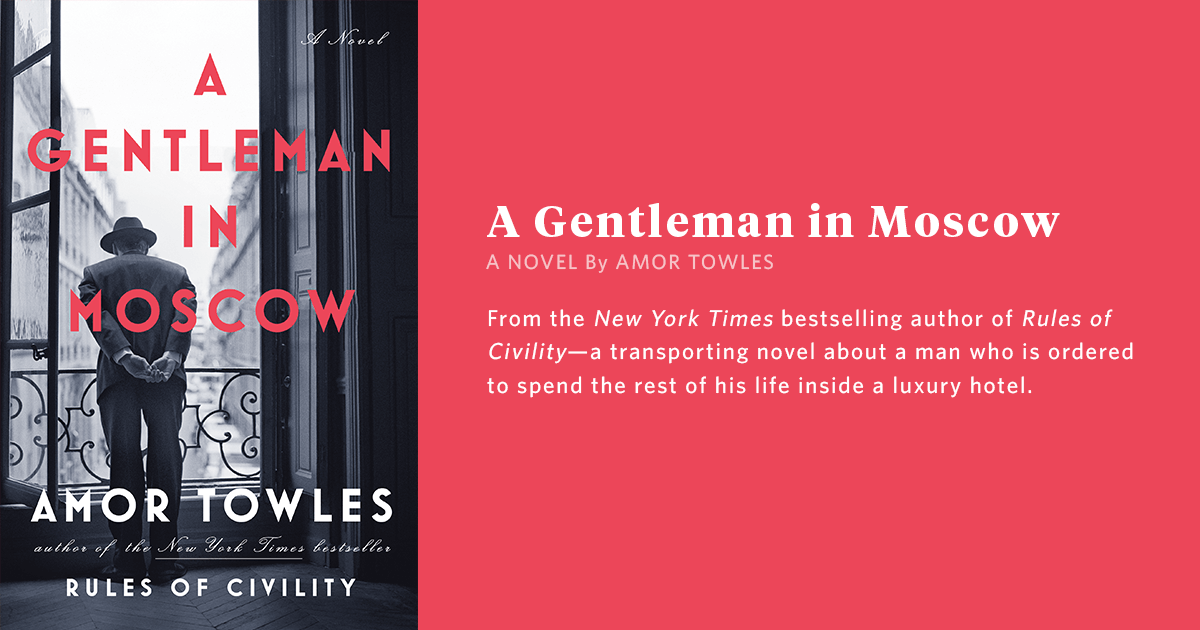 A Novel
A
GENTLEMAN
IN
MOSCOW
AMOR TOWLES
author of the New York Times bestseller
RULES OF CIVILITY
A Gentleman in Moscow
A NOVEL By AMOR TOWLES
From the New York Times bestselling author of Rules of
Civility—a transporting novel about a man who is ordered
to spend the rest of his life inside a luxury hotel.